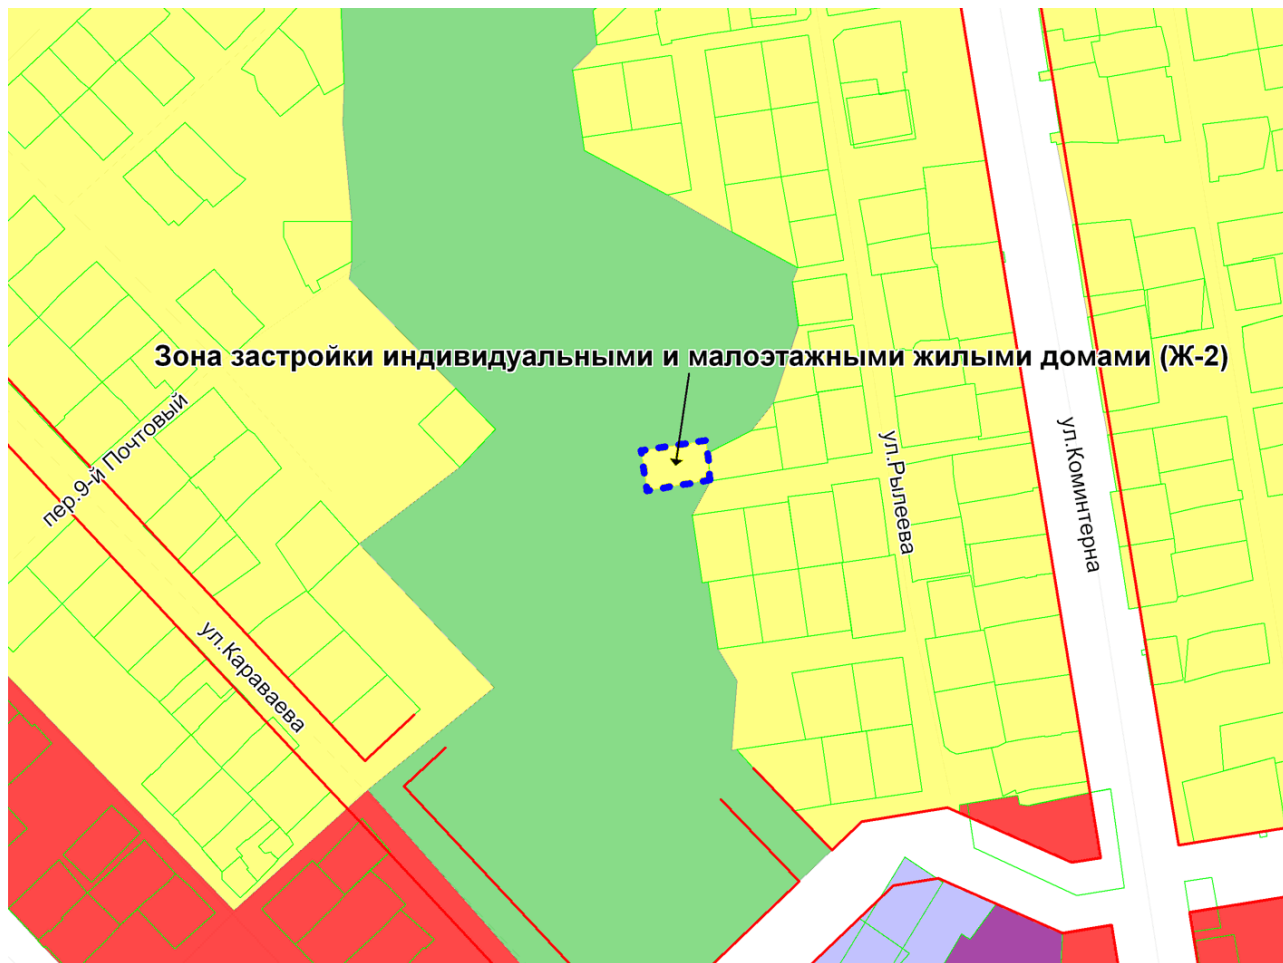 Зона застройки индивидуальными и малоэтажными жилыми домами (Ж-2)
пер.9-й Почтовый
ул.Рылеева
ул.Коминтерна
ул.Караваева